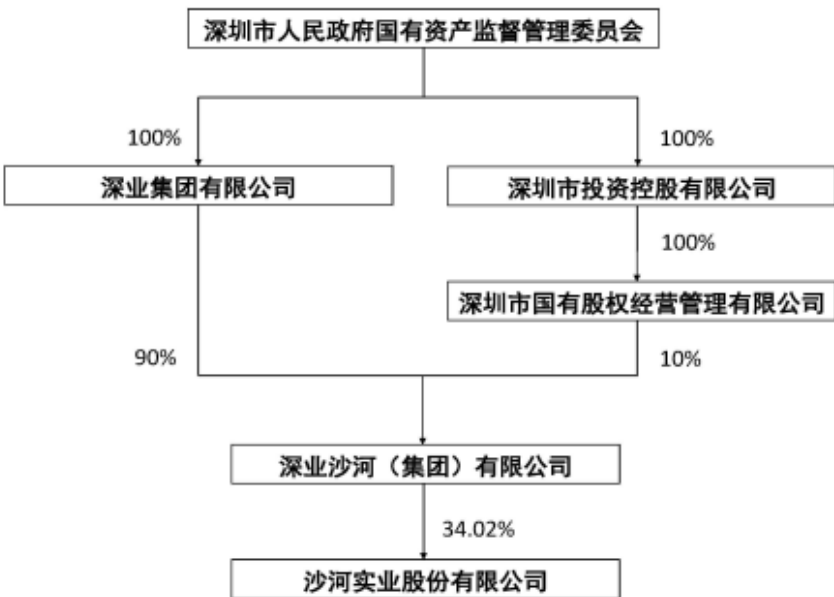 深圳市人民政府国有资产监督管理委员会
100%
100%
深业集团有限公司
深圳市投资控股有限公司
100%
深圳市国有股权经营管理有限公司
90%
10%
深业沙河（集团）有限公司
34.02%
沙河实业股份有限公司